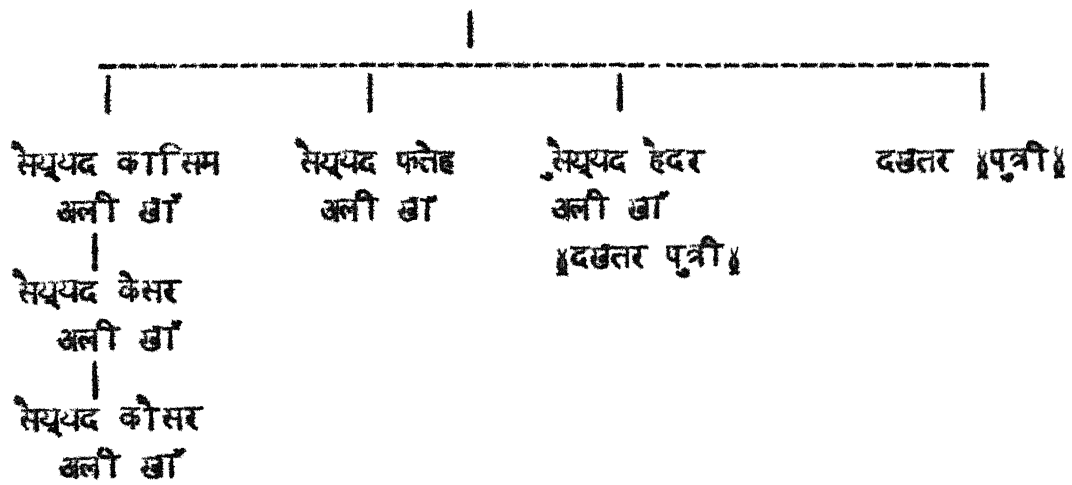 सैय्यद कासिम सैय्यद फतेह सैय्यद हैदर दख्तर (पुत्री)
अली खाँ अली खाँ अली खाँ
(दख्तर पुत्री)
सैय्यद केसर
अली खाँ
सैय्यद कौसर
अली खाँ